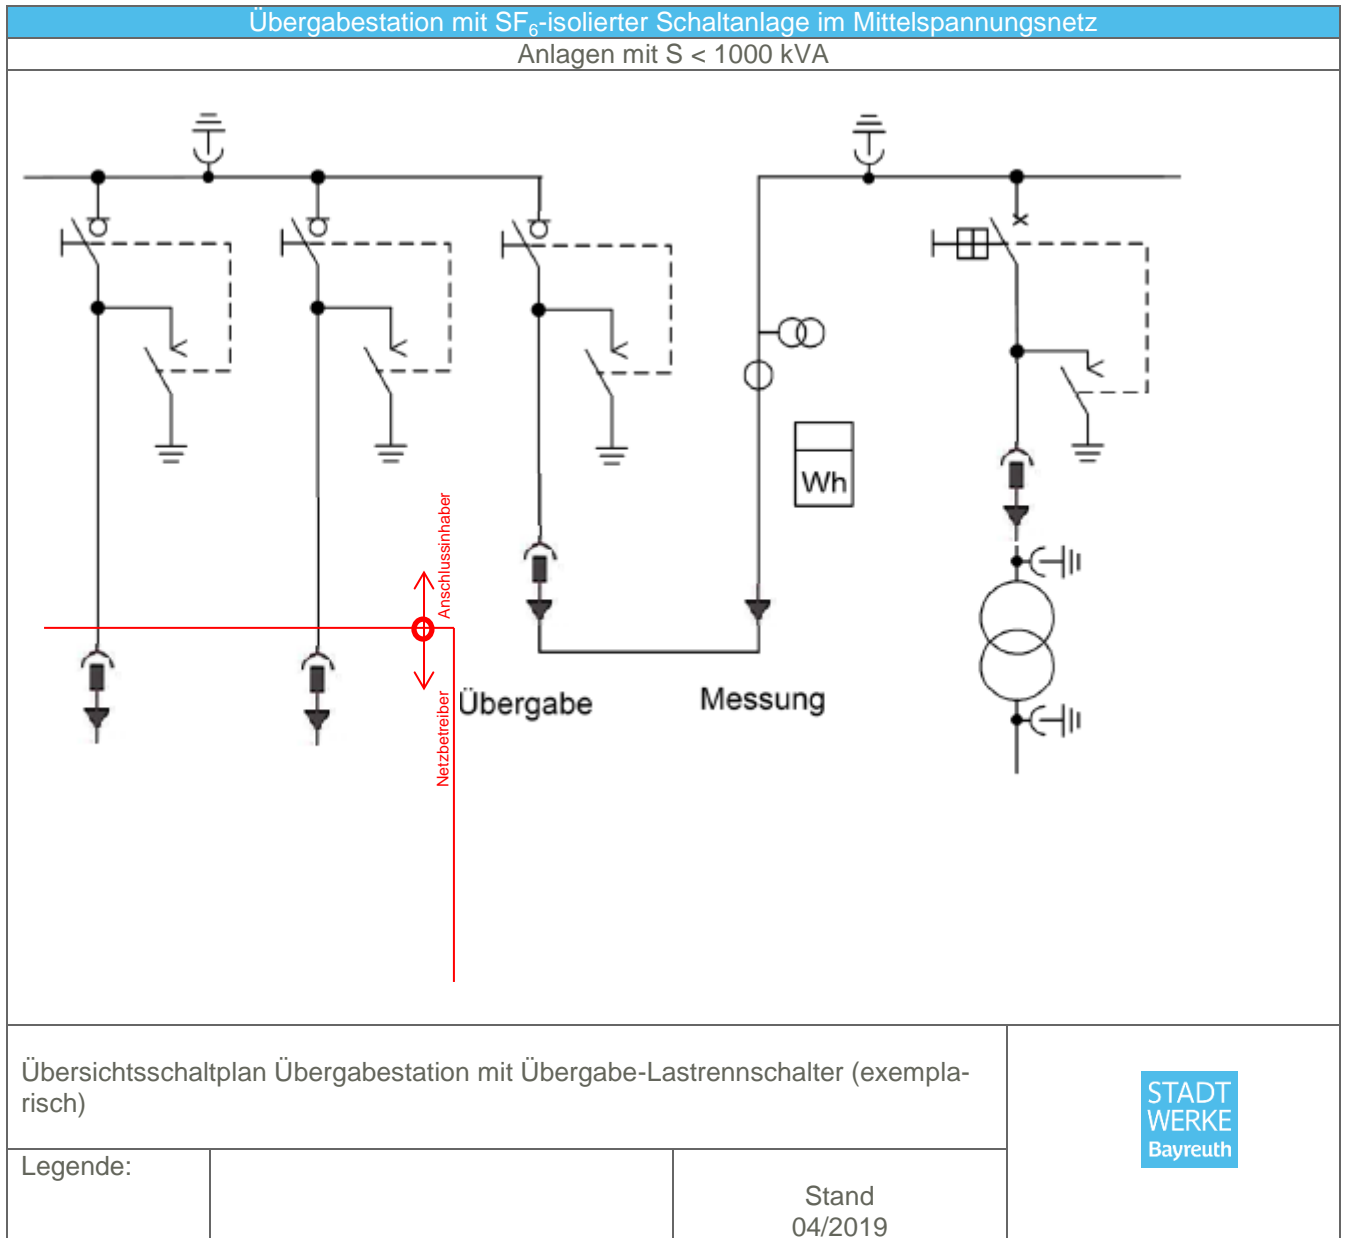 Übergabestation mit SF6-isolierter Schaltanlage im Mittelspannungsnetz
Anlagen mit S < 1000 kVA
Wh
Anschlussinhaber
Netzbetreiber
Übergabe
Messung
Übersichtsschaltplan Übergabestation mit Übergabe-Lastrennschalter (exempla-
risch)
STADT
WERKE
Bayreuth
Legende:
Stand
04/2019